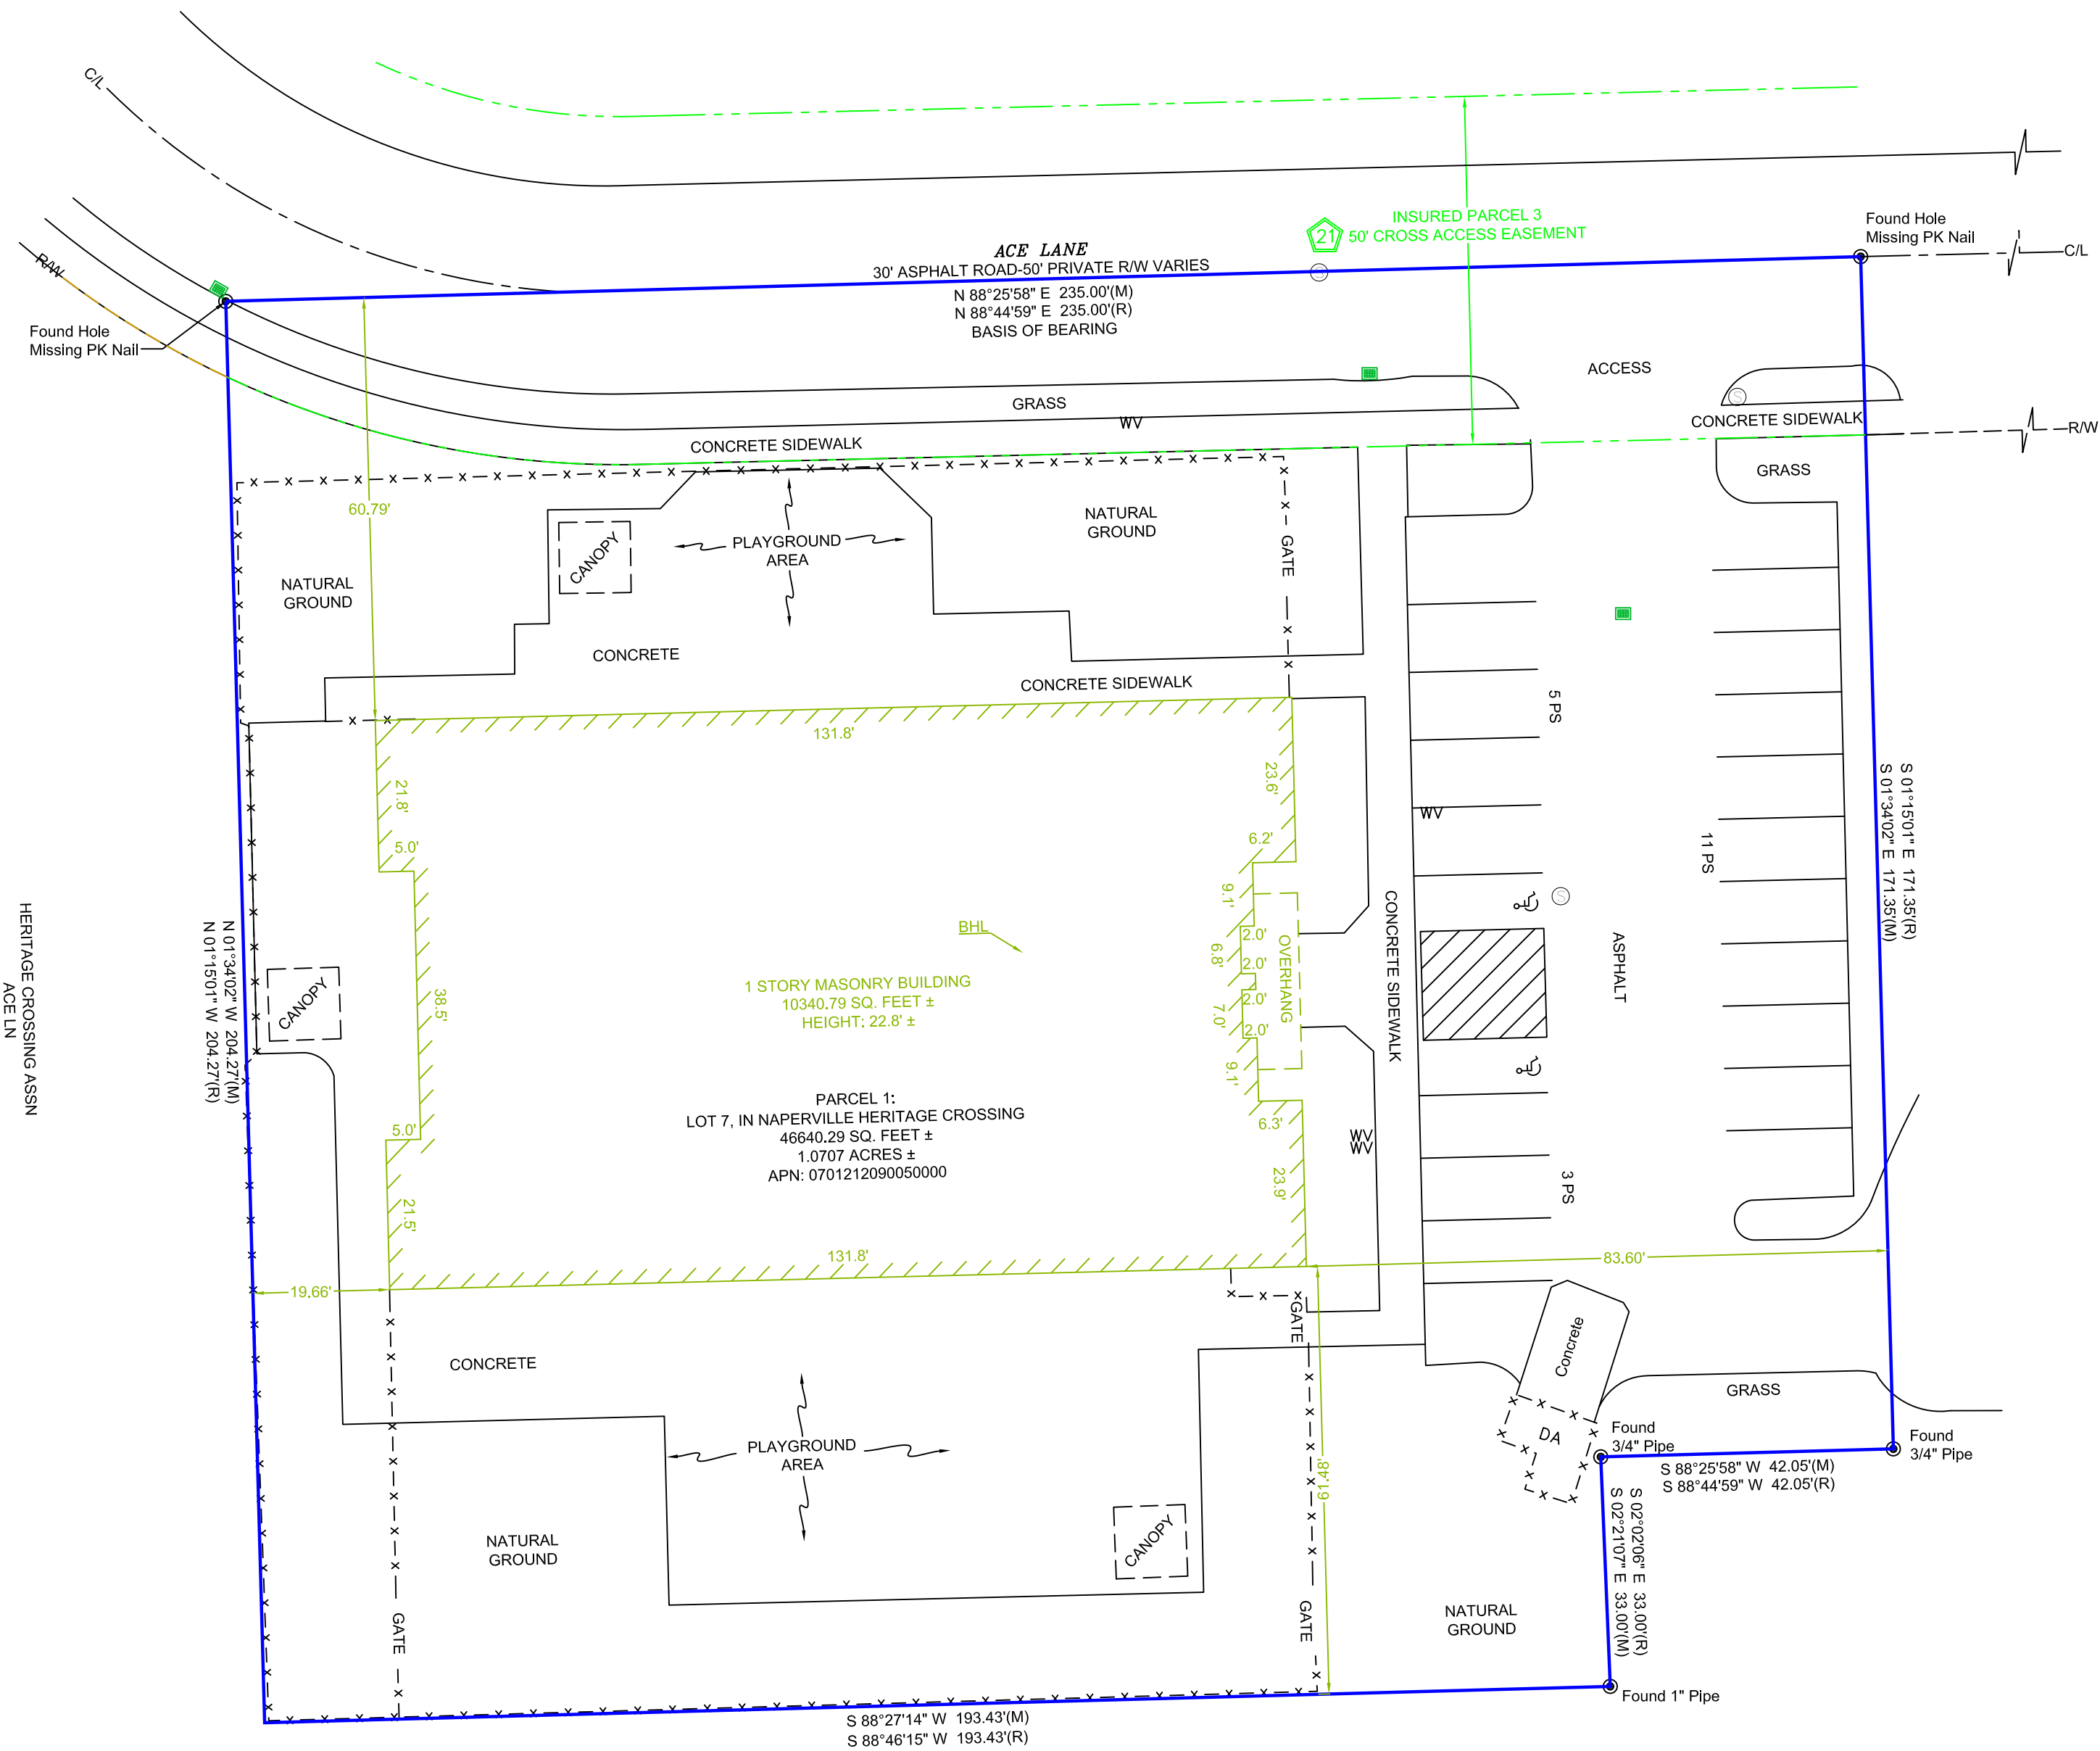 C/L
R/W
Found Hole
Missing PK Nail
ACE LANE
30' ASPHALT ROAD-50' PRIVATE R/W VARIES
N 88°25'58" E 235.00'(M)
N 88°44'59" E 235.00'(R)
BASIS OF BEARING
21
INSURED PARCEL 3
50' CROSS ACCESS EASEMENT
S
Found Hole
Missing PK Nail
C/L
ACCESS
S
GRASS
WV
CONCRETE SIDEWALK
CONCRETE SIDEWALK
R/W
GRASS
60.79'
NATURAL
GROUND
CANOPY
PLAYGROUND
AREA
NATURAL
GROUND
GATE
CONCRETE
CONCRETE SIDEWALK
131.8'
21.8'
5.0'
38.5'
5.0'
21.5'
23.6'
6.2'
9.1'
2.0'
6.8'
2.0'
2.0'
7.0'
2.0'
9.1'
6.3'
23.9'
OVERHANG
BHL
1 STORY MASONRY BUILDING
10340.79 SQ. FEET ±
HEIGHT: 22.8' ±
PARCEL 1:
LOT 7, IN NAPERVILLE HERITAGE CROSSING
46640.29 SQ. FEET ±
1.0707 ACRES ±
APN: 0701212090050000
131.8'
5 PS
WV
11 PS
S
ASPHALT
CONCRETE SIDEWALK
WV
WV
3 PS
S 01°15'01" E 171.35'(R)
S 01°34'02" E 171.35'(M)
HERITAGE CROSSING ASSN
ACE LN
N 01°34'02" W 204.27'(M)
N 01°15'01" W 204.27'(R)
CANOPY
19.66'
83.60'
GATE
CONCRETE
Concrete
GRASS
DA
Found
3/4" Pipe
Found
3/4" Pipe
S 88°25'58" W 42.05'(M)
S 88°44'59" W 42.05'(R)
PLAYGROUND
AREA
61.48'
S 02°02'06" E 33.00'(R)
S 02°21'07" E 33.00'(M)
NATURAL
GROUND
CANOPY
GATE
GATE
NATURAL
GROUND
Found 1" Pipe
S 88°27'14" W 193.43'(M)
S 88°46'15" W 193.43'(R)